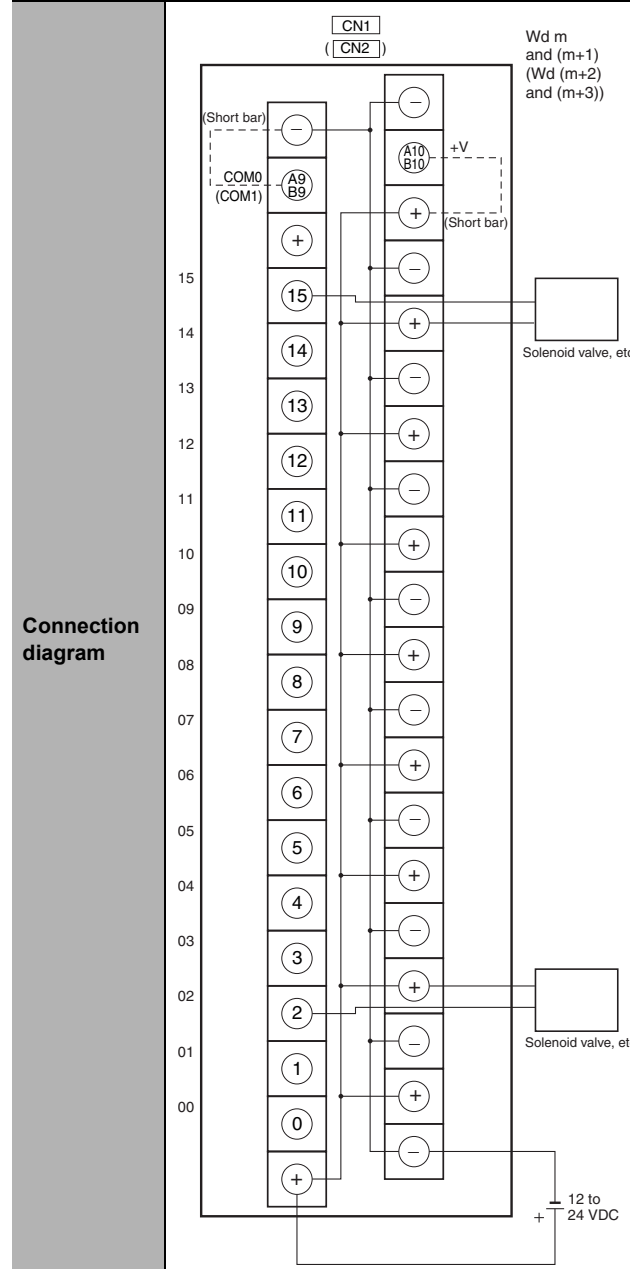 Connection
diagram
CN1
( CN2 )
Wd m
and (m+1)
(Wd (m+2)
and (m+3))
(Short bar)
−
−
COM0
(COM1)
A9
B9
A10
B10
+V
+
+
(Short bar)
−
15
15
+
Solenoid valve, etc
14
14
−
13
13
+
12
12
−
11
11
+
10
10
−
09
9
+
08
8
−
07
7
+
06
6
−
05
5
+
04
4
−
03
3
+
02
2
Solenoid valve, et
−
01
1
+
00
0
−
+
+
12 to
24 VDC